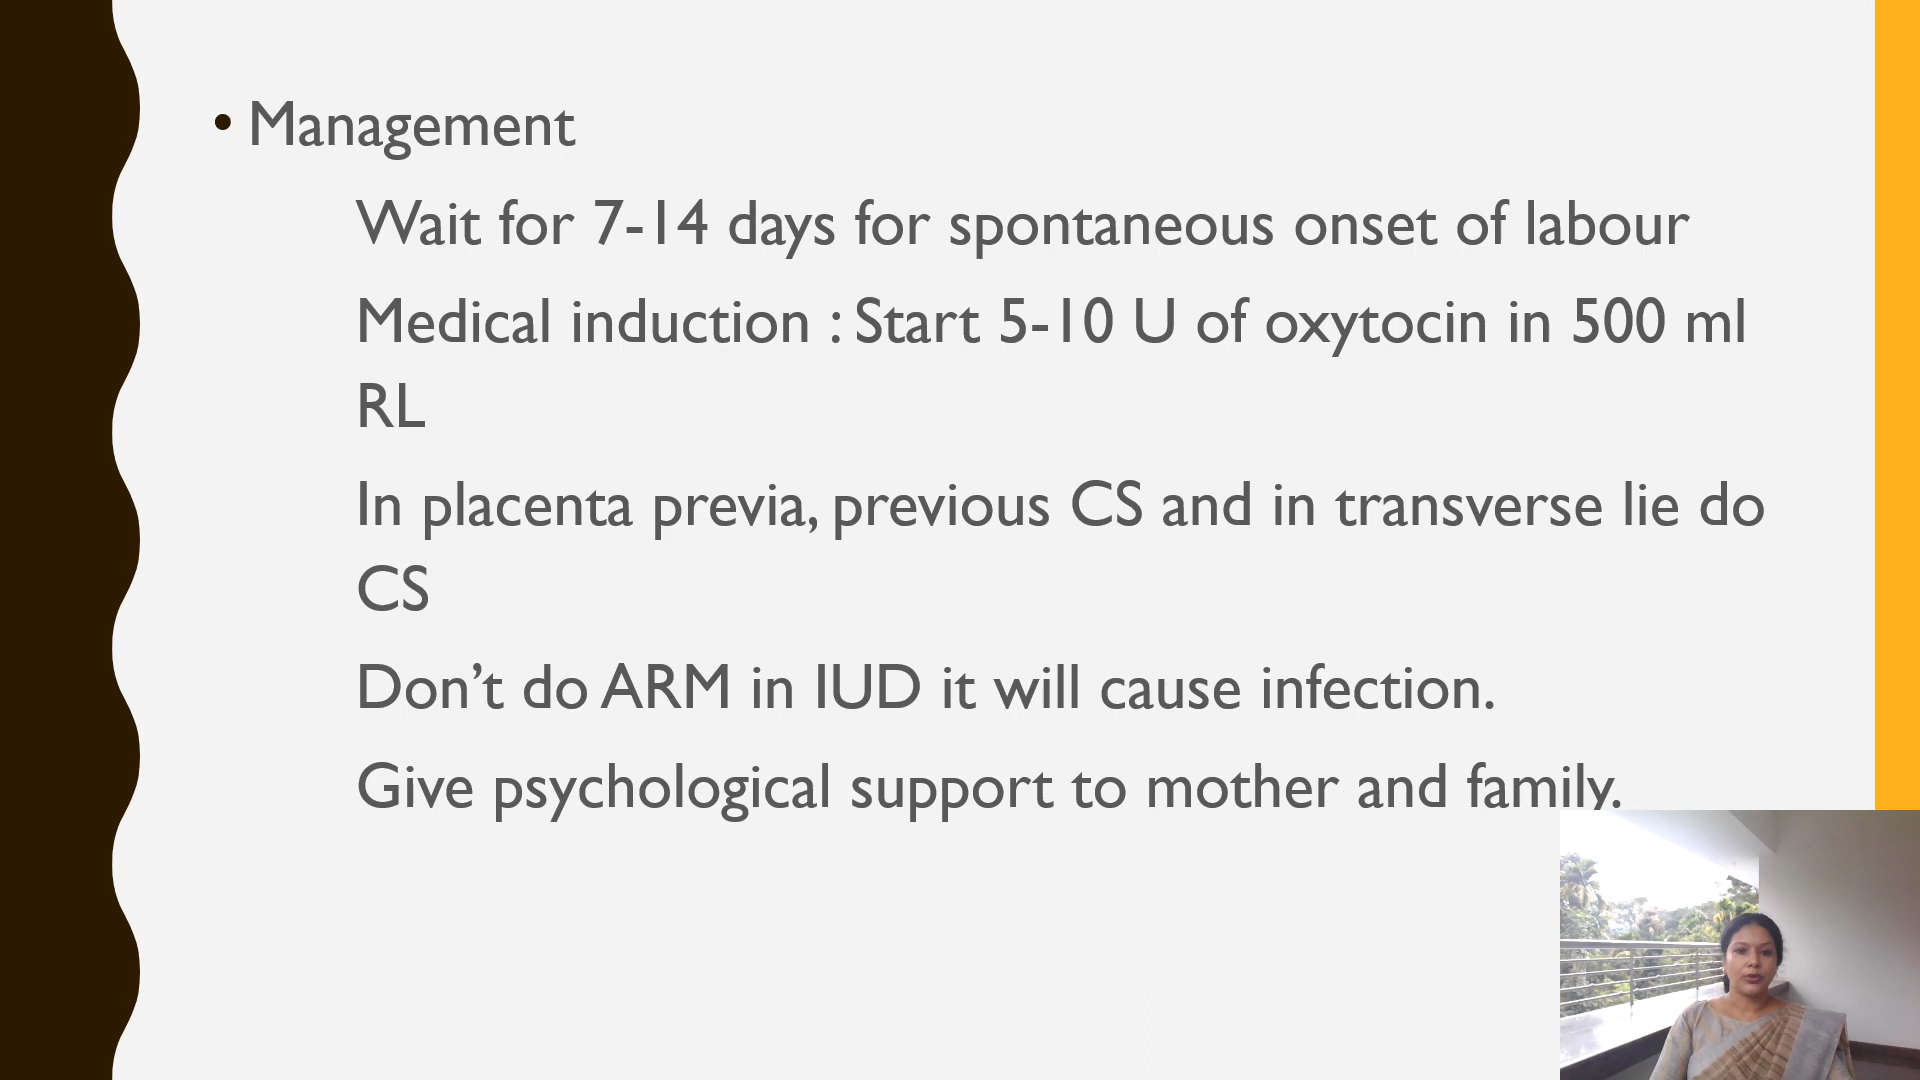 • Management
Wait for 7-14 days for spontaneous onset of labour
Medical induction : Start 5-10 U of oxytocin in 500 ml
RL
In placenta previa, previous CS and in transverse lie do
CS
Don’t do ARM in IUD it will cause infection.
Give psychological support to mother and family.